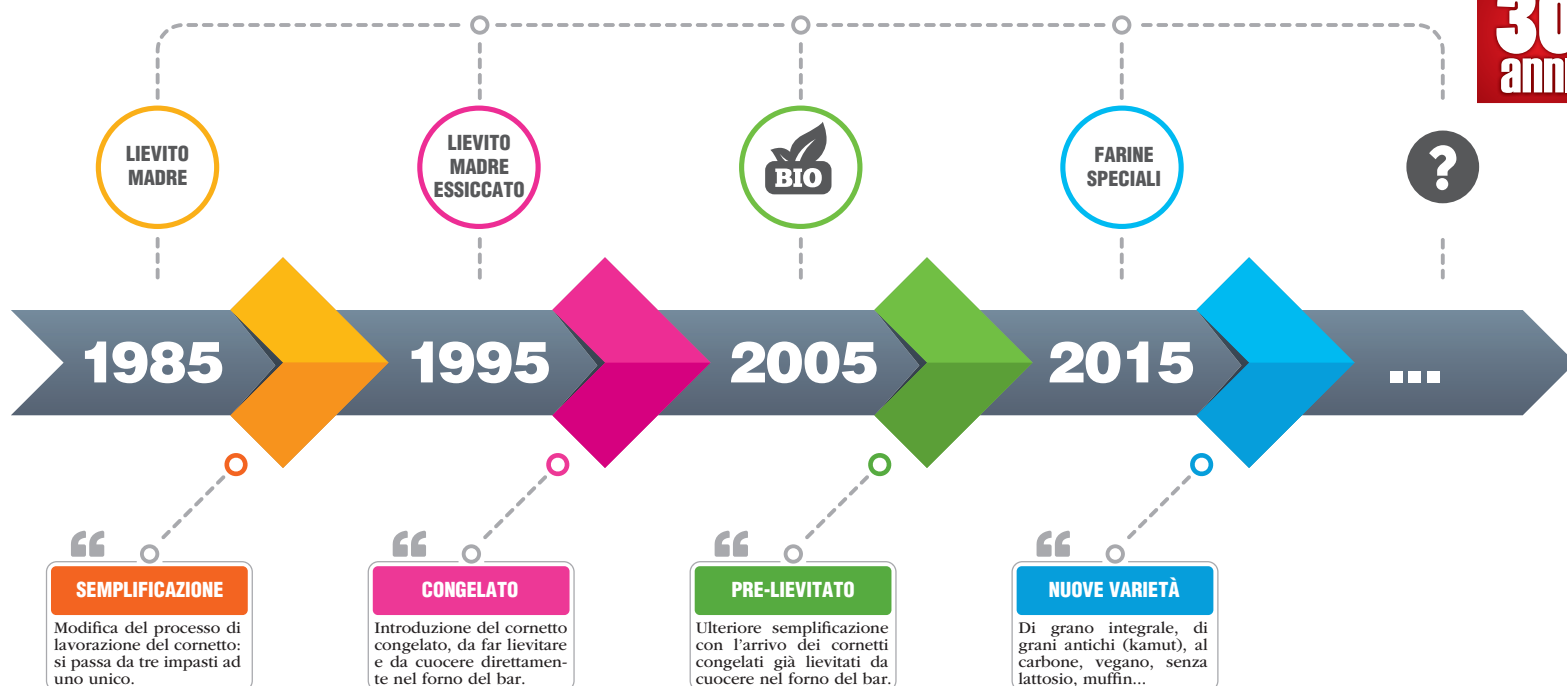 30
anni
LIEVITO
MADRE
LIEVITO
MADRE
ESSICCATO
BIO
FARINE
SPECIALI
?
1985
1995
2005
2015
...
SEMPLIFICAZIONE
Modifica del processo di
lavorazione del cornetto:
si passa da tre impasti ad
uno unico.
CONGELATO
Introduzione del cornetto
congelato, da far lievitare
e da cuocere direttamen-
te nel forno del bar.
PRE-LIEVITATO
Ulteriore semplificazione
con l'arrivo dei cornetti
congelati già lievitati da
cuocere nel forno del bar.
NUOVE VARIETÀ
Di grano integrale, di
grani antichi (kamut), al
carbone, vegano, senza
lattosio, muffin...